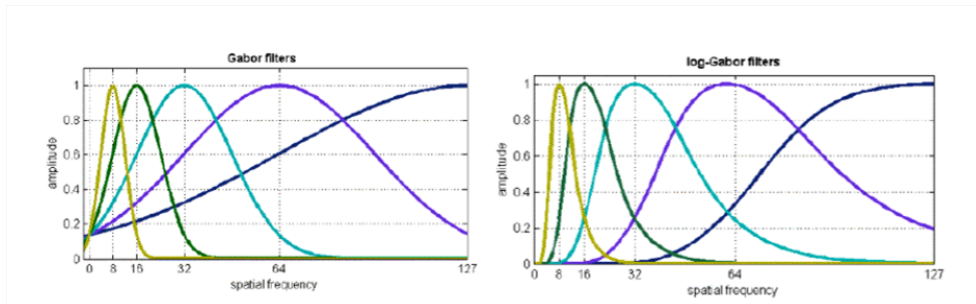 Gabor filters
amplitude
1
0.8
0.6
0.4
0.2
0
0 8 16 32 64 127
spatial frequency
log-Gabor filters
amplitude
1
0.8
0.6
0.4
0.2
0
0 8 16 32 64 127
spatial frequency